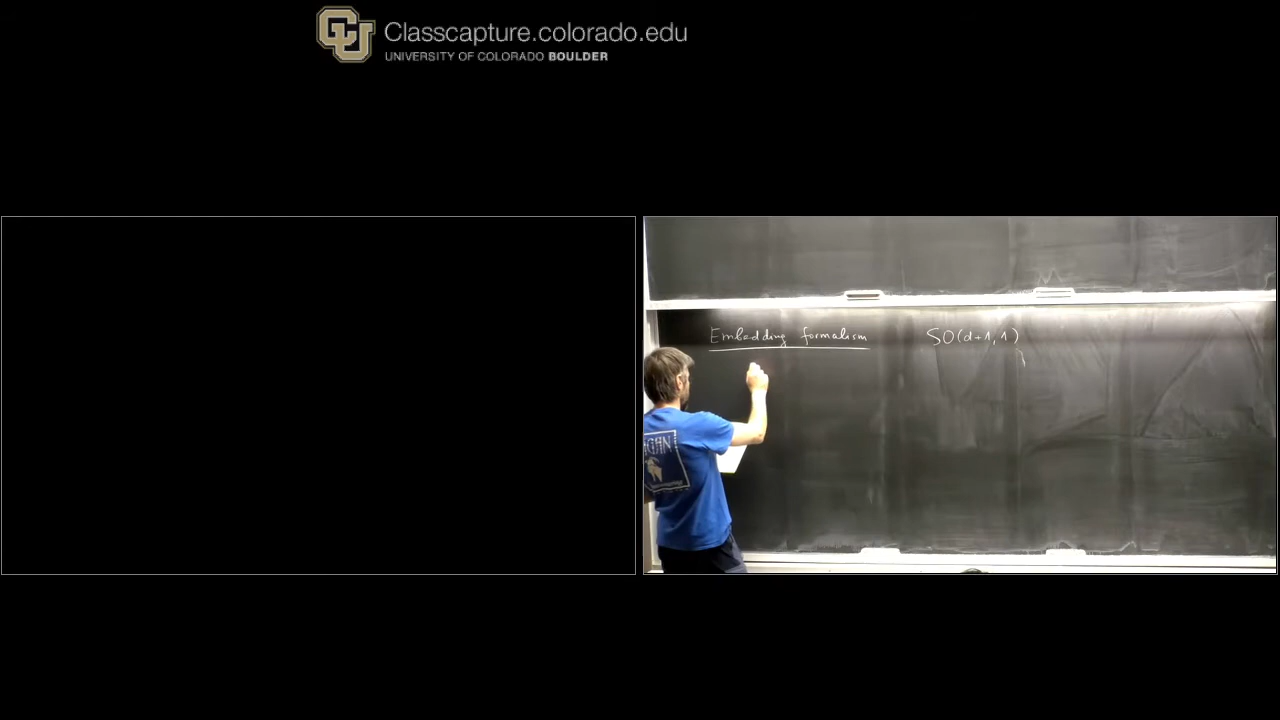 Classcapture.colorado.edu
UNIVERSITY OF COLORADO BOULDER
Embedding formalism SO(d+1,1)